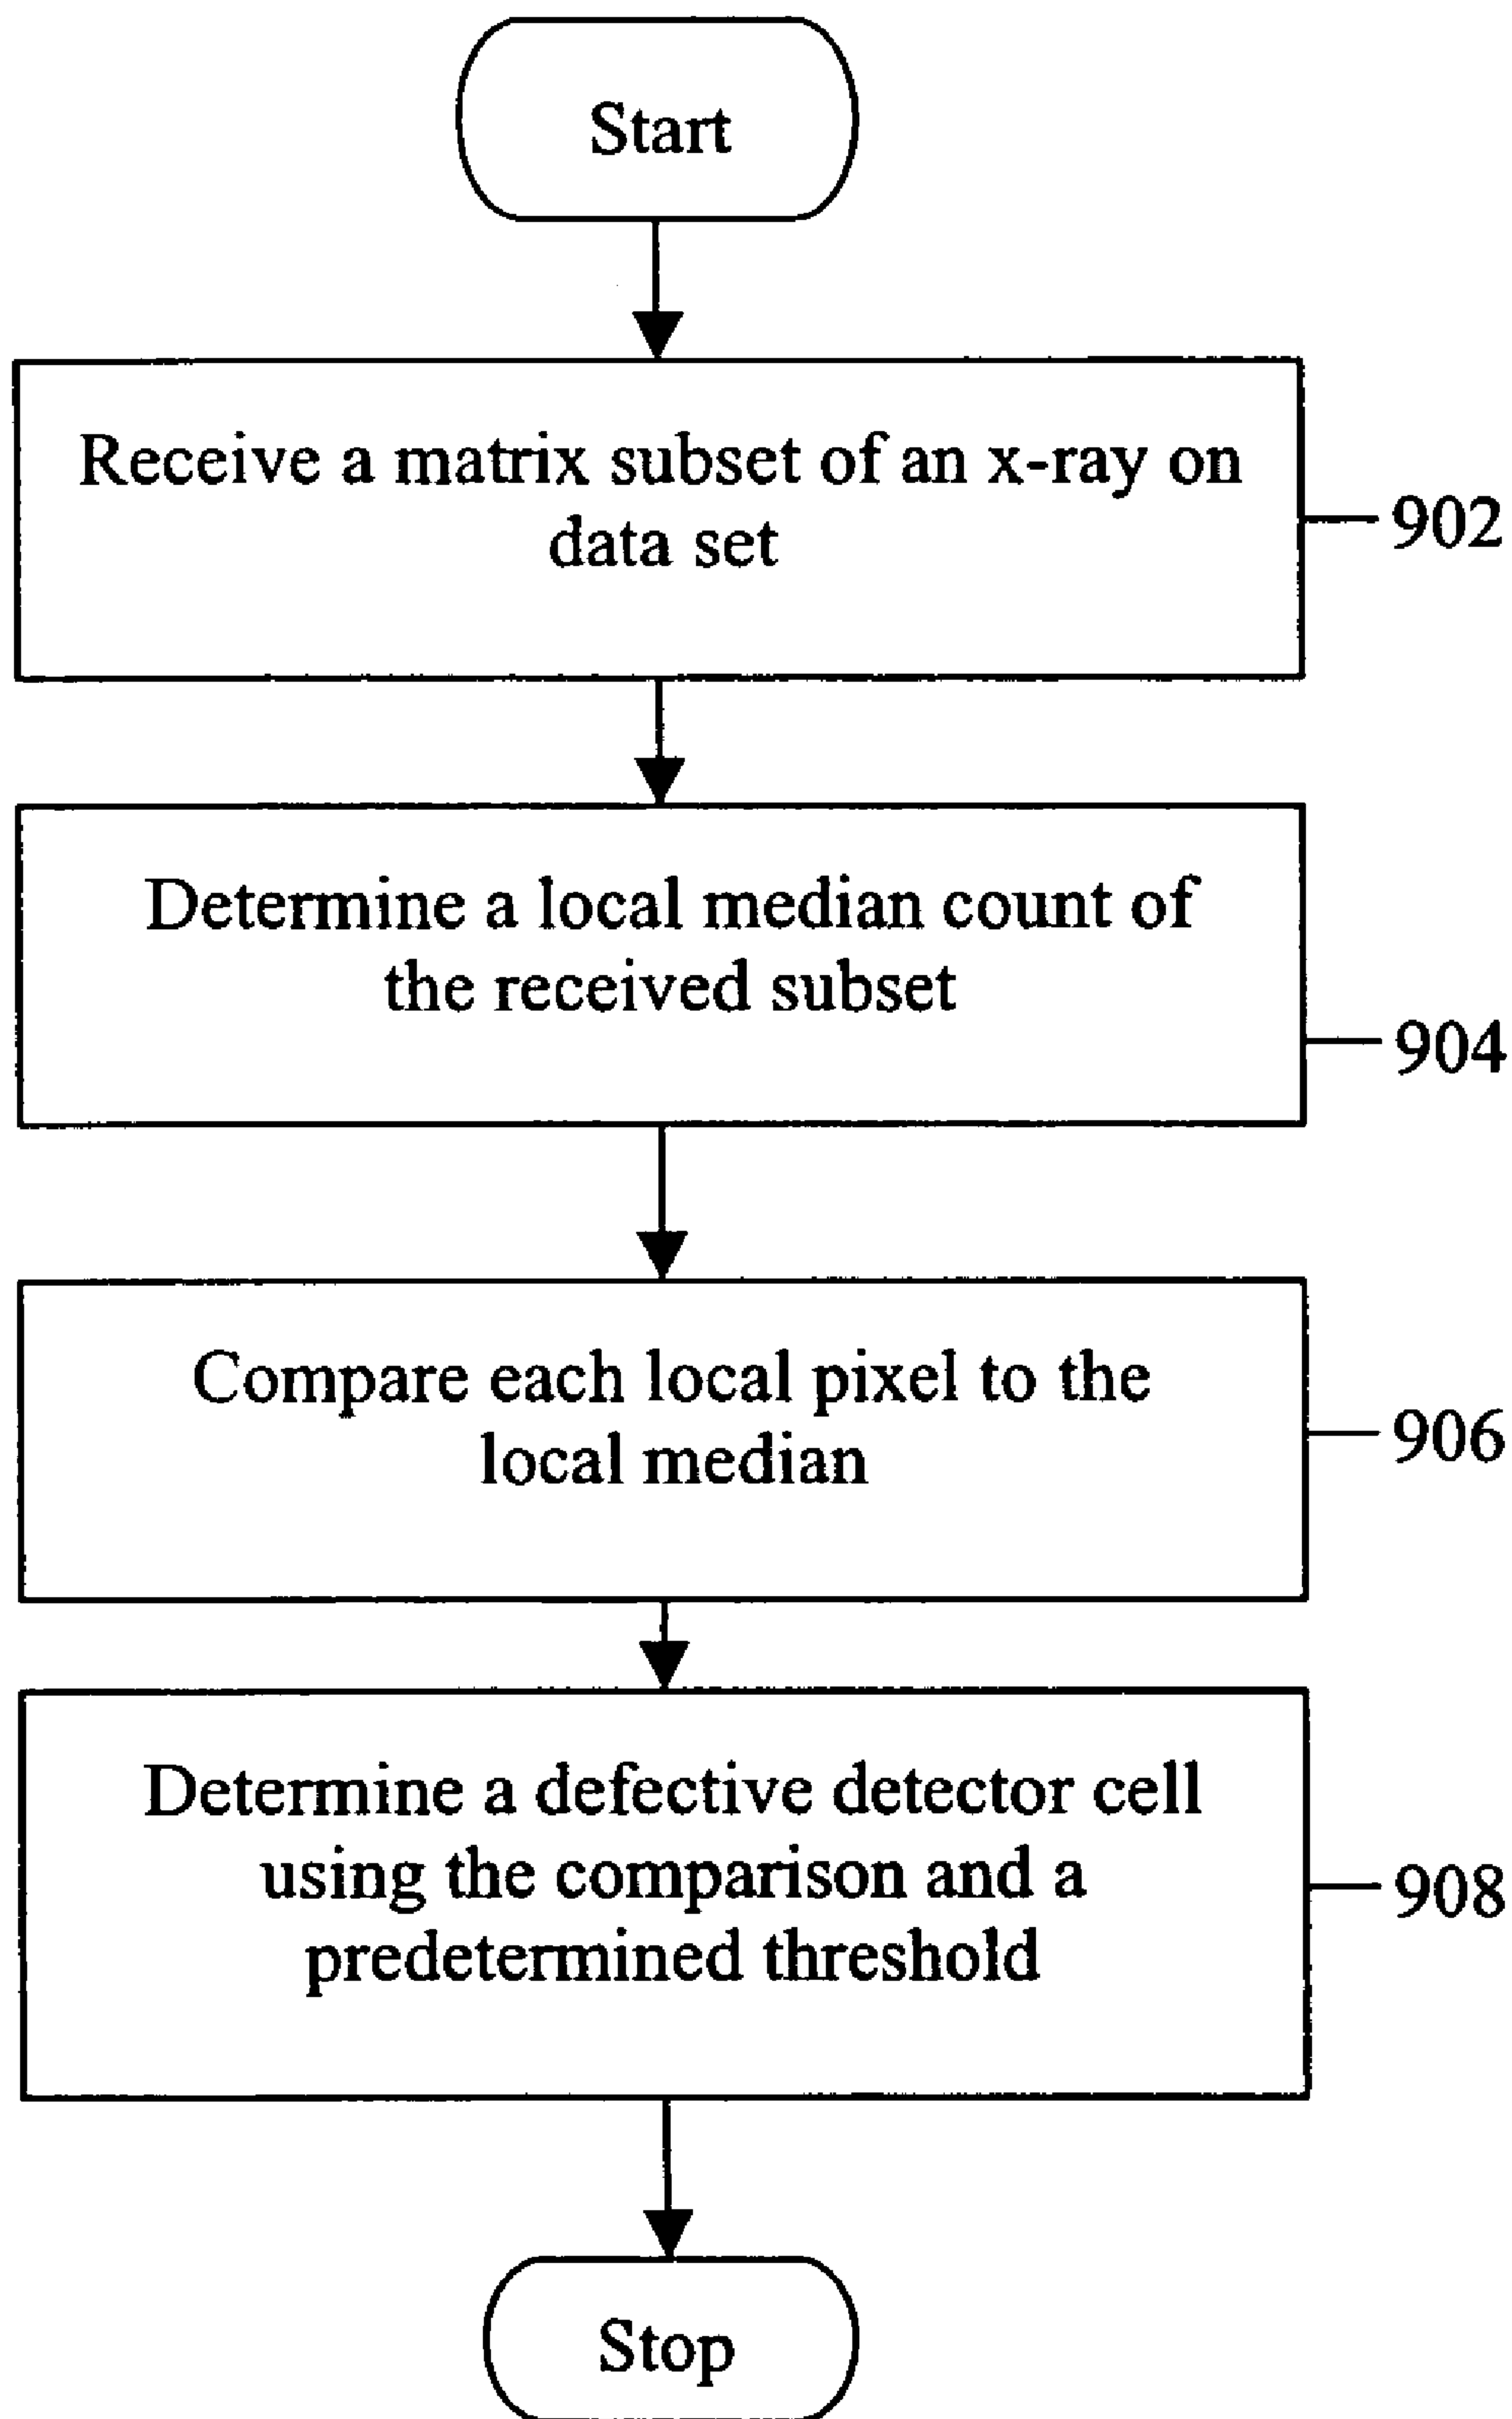 Start
Receive a matrix subset of an x-ray on
data set
902
Determine a local median count of
the received subset
904
Compare each local pixel to the
local median
906
Determine a defective detector cell
using the comparison and a
predetermined threshold
908
Stop